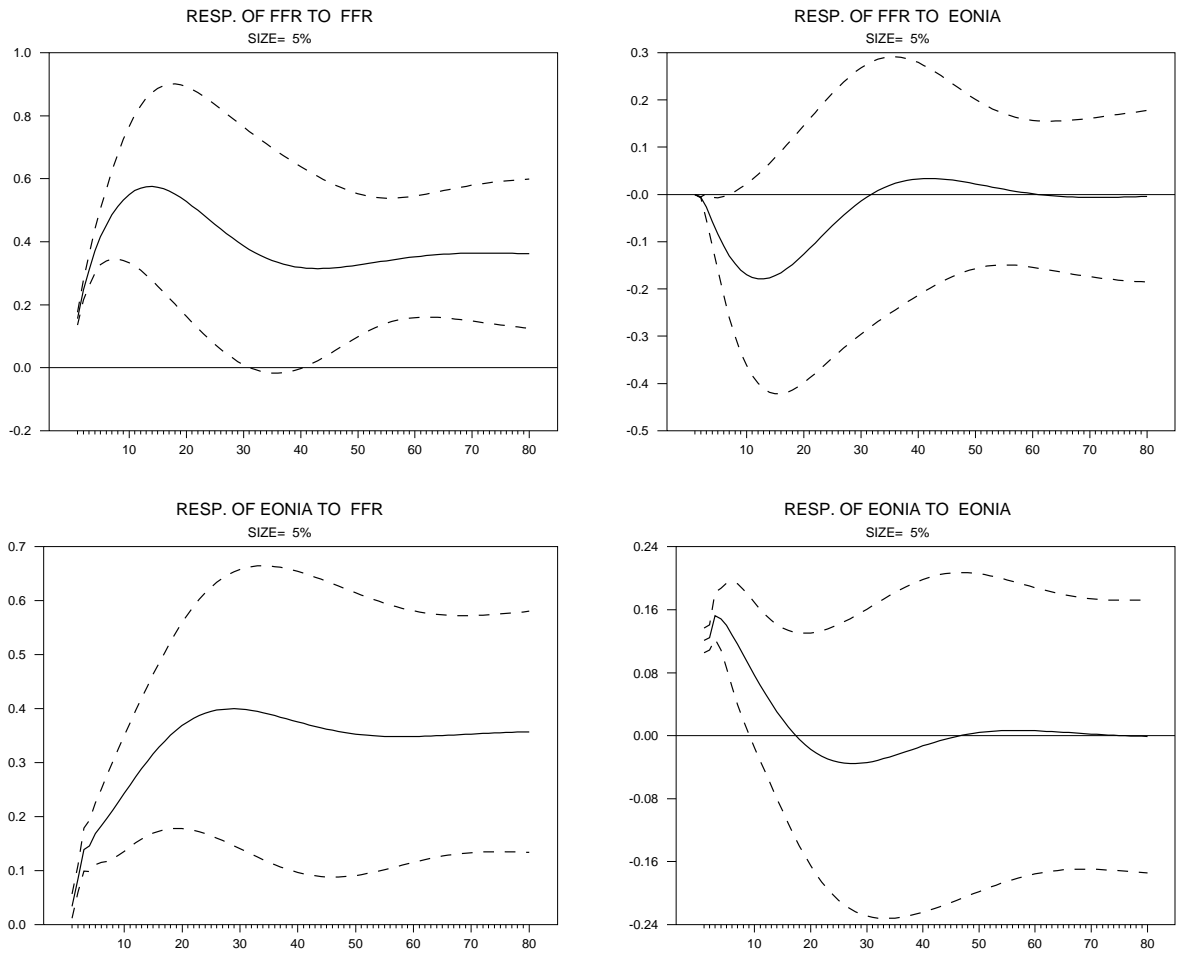 RESP. OF FFR TO FFR
SIZE= 5%
1.0
0.8
0.6
0.4
0.2
0.0
-0.2
10 20 30 40 50 60 70 80
RESP. OF FFR TO EONIA
SIZE= 5%
0.3
0.2
0.1
-0.0
-0.1
-0.2
-0.3
-0.4
-0.5
10 20 30 40 50 60 70 80
RESP. OF EONIA TO FFR
SIZE= 5%
0.7
0.6
0.5
0.4
0.3
0.2
0.1
0.0
10 20 30 40 50 60 70 80
RESP. OF EONIA TO EONIA
SIZE= 5%
0.24
0.16
0.08
0.00
-0.08
-0.16
-0.24
10 20 30 40 50 60 70 80